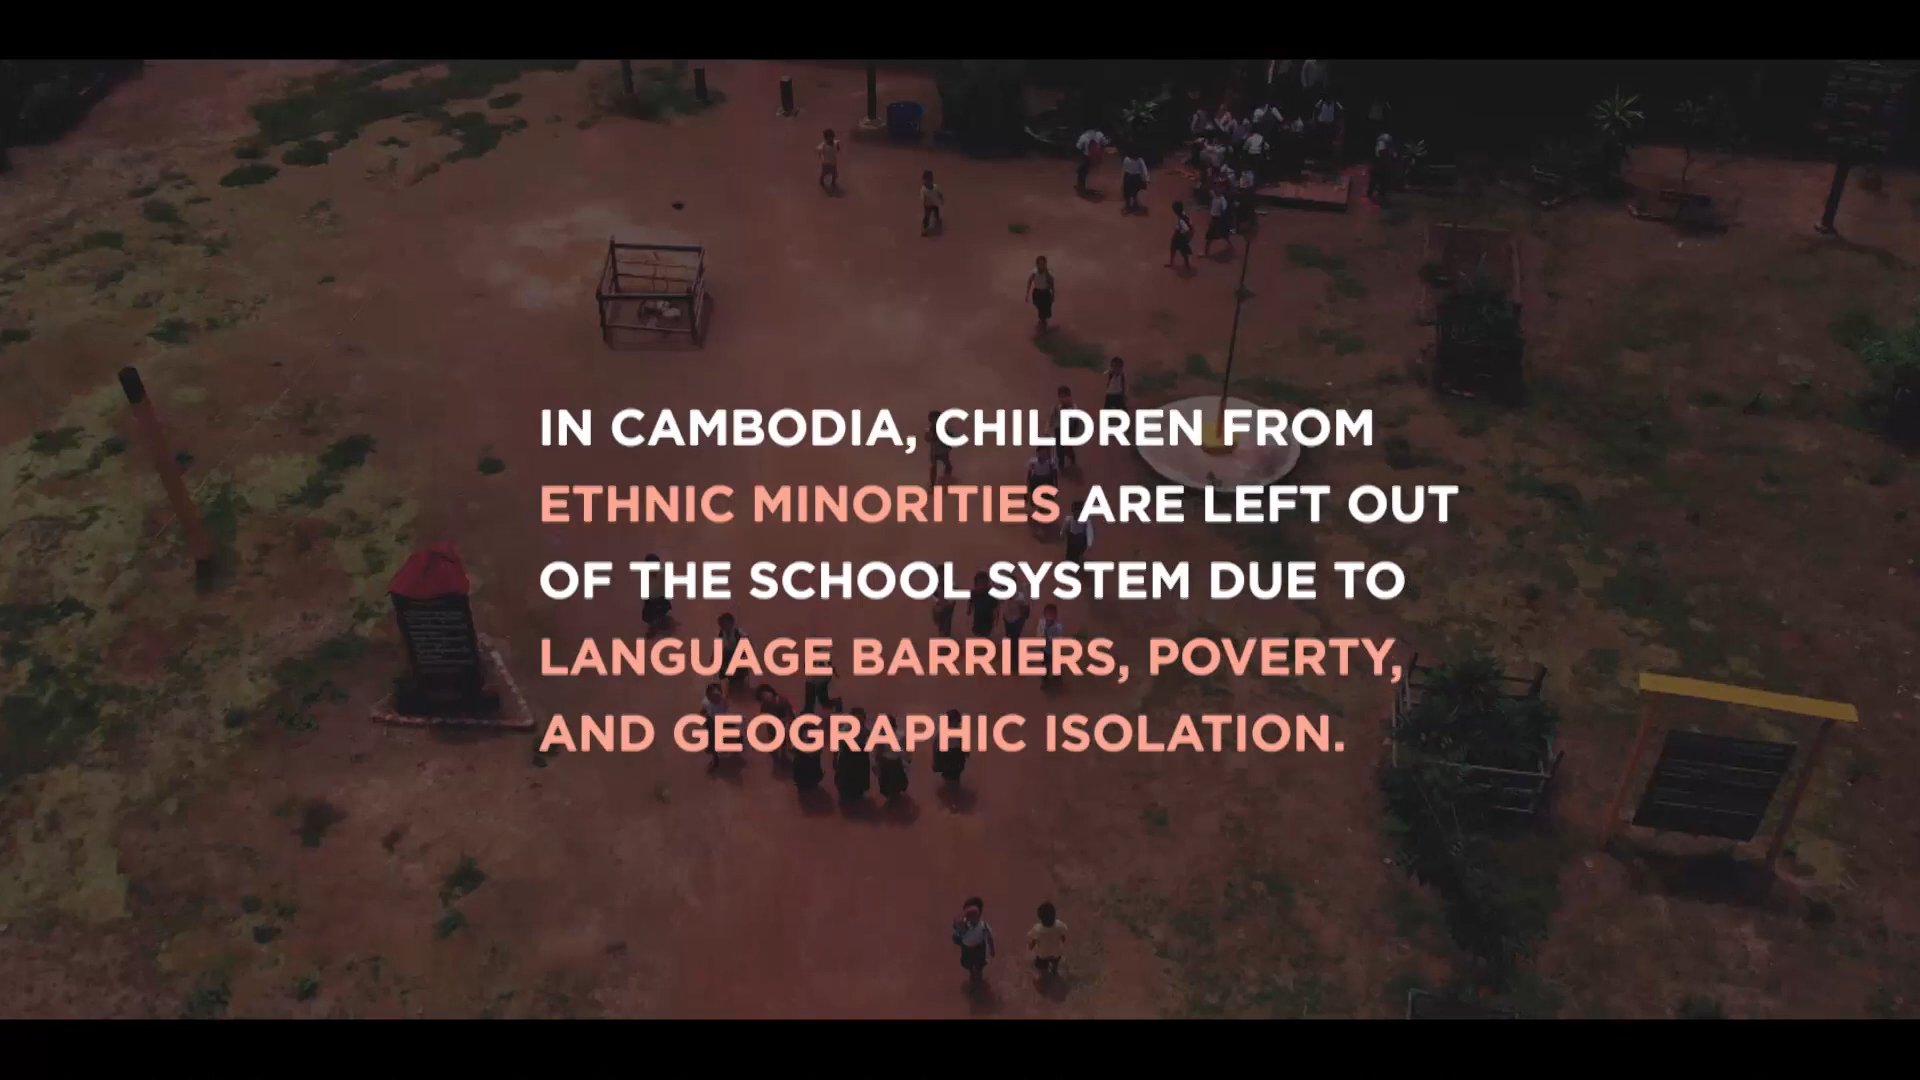 IN CAMBODIA, CHILDREN FROM
ETHNIC MINORITIES ARE LEFT OUT
OF THE SCHOOL SYSTEM DUE TO
LANGUAGE BARRIERS, POVERTY,
AND GEOGRAPHIC ISOLATION.